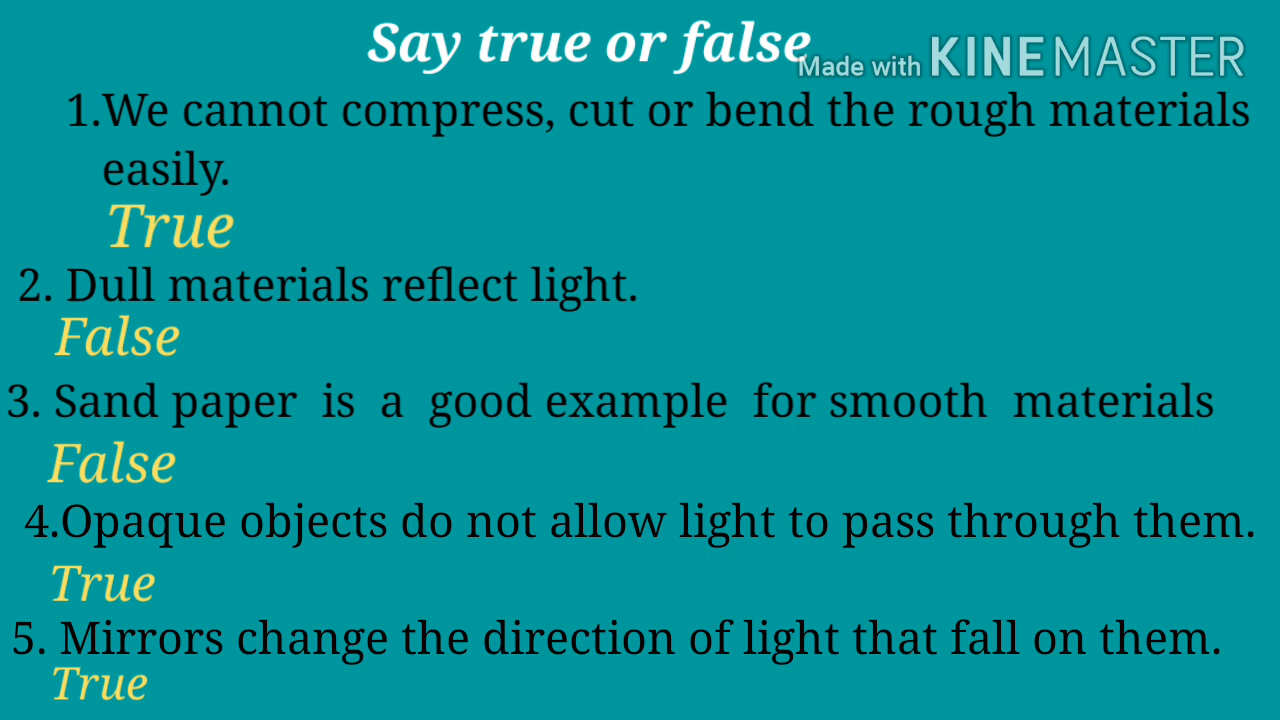 Say true or false
Made with KINEMASTER
1.We cannot compress, cut or bend the rough materials
easily.
True
2. Dull materials reflect light.
False
3. Sand paper is a good example for smooth materials
False
4.Opaque objects do not allow light to pass through them.
True
5. Mirrors change the direction of light that fall on them.
True